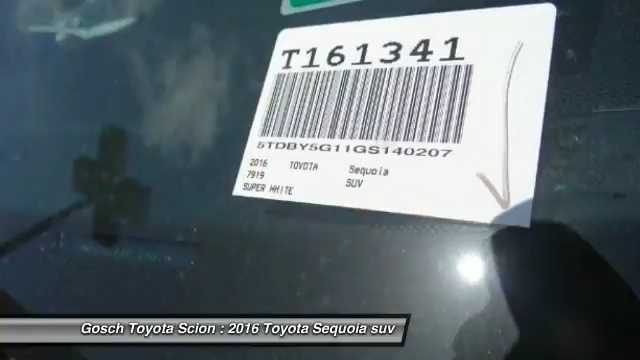 T161341
5TDBY5G11GS140207
2016 TOYOTA Sequoia
7919 SUV
SUPER WHITE
Gosch Toyota Scion : 2016 Toyota Sequoia suv